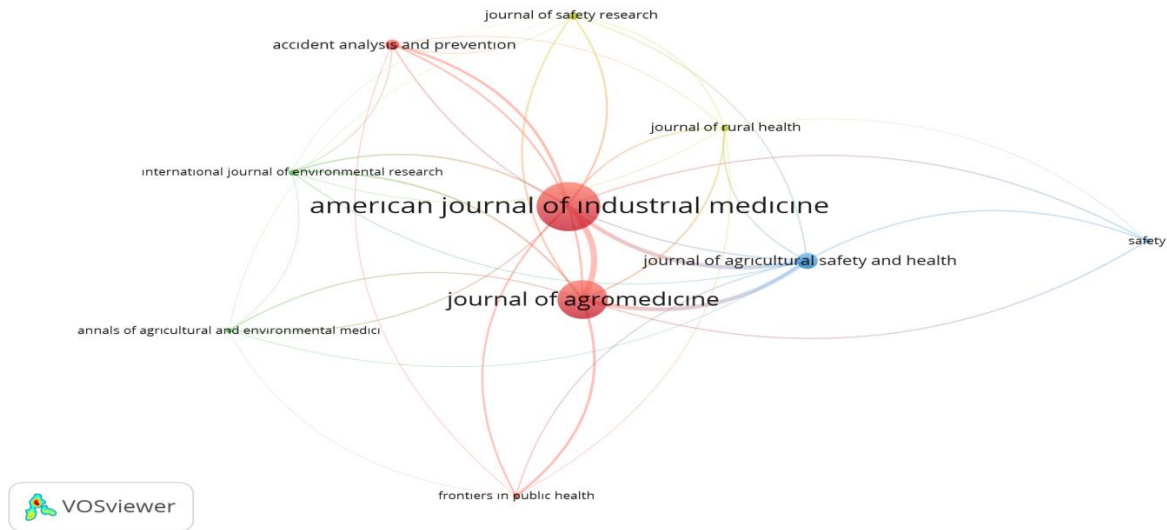 journal of safety research
accident analysis and prevention
journal of rural health
international journal of environmental research
american journal of industrial medicine
safety
journal of agricultural safety and health
journal of agromedicine
annals of agricultural and environmental medici
frontiers in public health
VOSviewer